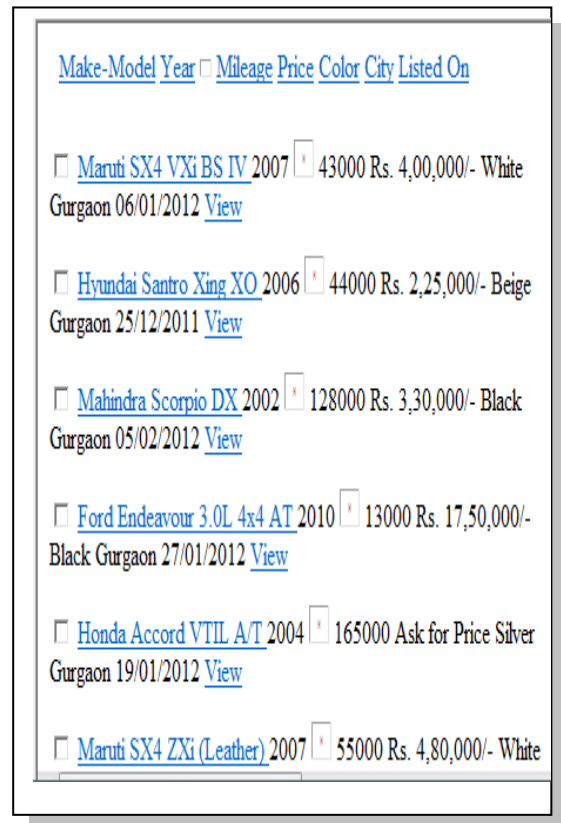 Make-Model Year Mileage Price Color City Listed On
Maruti SX4 VXi BS IV 2007 43000 Rs. 4,00,000/- White
Gurgaon 06/01/2012 View
Hyundai Santro Xing XO 2006 44000 Rs. 2,25,000/- Beige
Gurgaon 25/12/2011 View
Mahindra Scorpio DX 2002 128000 Rs. 3,30,000/- Black
Gurgaon 05/02/2012 View
Ford Endeavour 3.0L 4x4 AT 2010 13000 Rs. 17,50,000/-
Black Gurgaon 27/01/2012 View
Honda Accord VTIL A/T 2004 165000 Ask for Price Silver
Gurgaon 19/01/2012 View
Maruti SX4 ZXi (Leather) 2007 55000 Rs. 4,80,000/- White